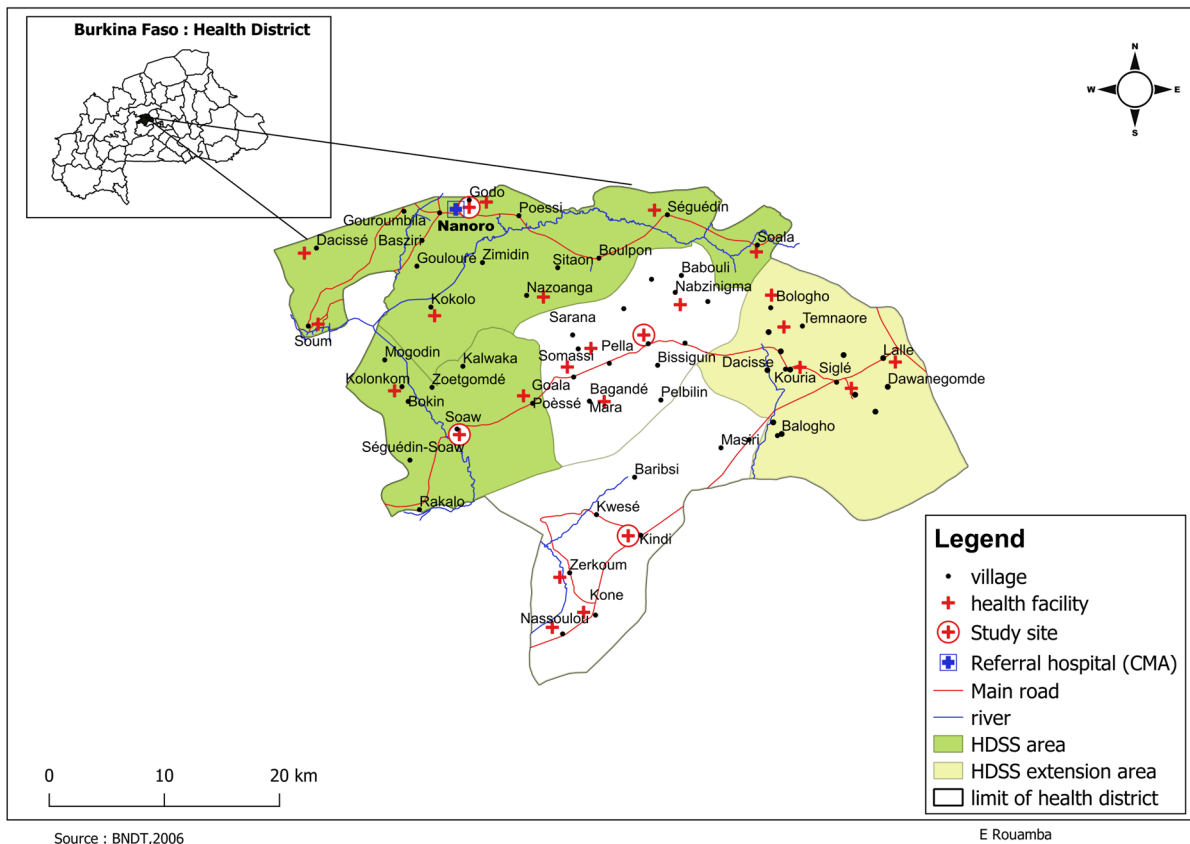 Burkina Faso : Health District
N
W
E
S
Godo
Gouroumbila
Poessi
Séguédin
Nanoro
Dacissé
Basziri
Soala
Boulpon
Gouloure
Zimidin
Sitaon
Babouli
Nabzinigma
Nazoanga
Bologho
Kokolo
Temnaore
Sarana
Soum
Pella
Mogodin
Kalwaka
Somassi
Bissiguin
Dacisse
Lalle
Siglé
Kouria
Kolonkom
Zoetgomdé
Goala
Bagandé
Pelbilin
Dawanegomde
Bokin
Poèssé
Mara
Soaw
Balogho
Séguédin-Soaw
Masiri
Baribsi
Rakalo
Kwesé
Kindi
Zerkoum
Kone
Nassoulou
Legend
village
health facility
Study site
Referral hospital (CMA)
Main road
river
HDSS area
HDSS extension area
limit of health district
0
10
20 km
Source : BNDT,2006
E Rouamba